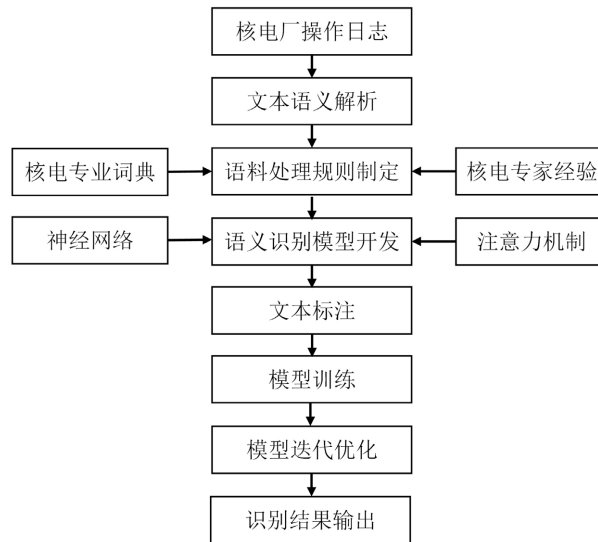 核电厂操作日志
文本语义解析
核电专业词典
语料处理规则制定
核电专家经验
神经网络
语义识别模型开发
注意力机制
文本标注
模型训练
模型迭代优化
识别结果输出